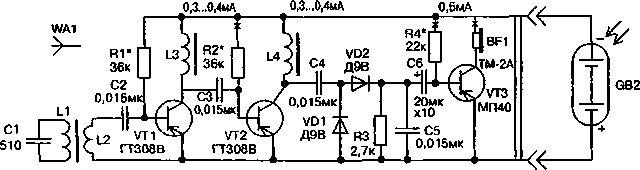 0,3...0,4мА
0,3...0,4мА
0,5мА
WA1
R1*
36к
L3
R2*
36к
L4
C4
VD2
Д9В
R4*
22к
BF1
ТМ-2А
C2
0,015мк
C3
0,015мк
0,015мк
C6
20мк
х10
VT3
МП40
GB2
C1
510
L1
L2
VT1
ГТ308В
VT2
ГТ308В
VD1
Д9В
R3
2,7к
C5
0,015мк